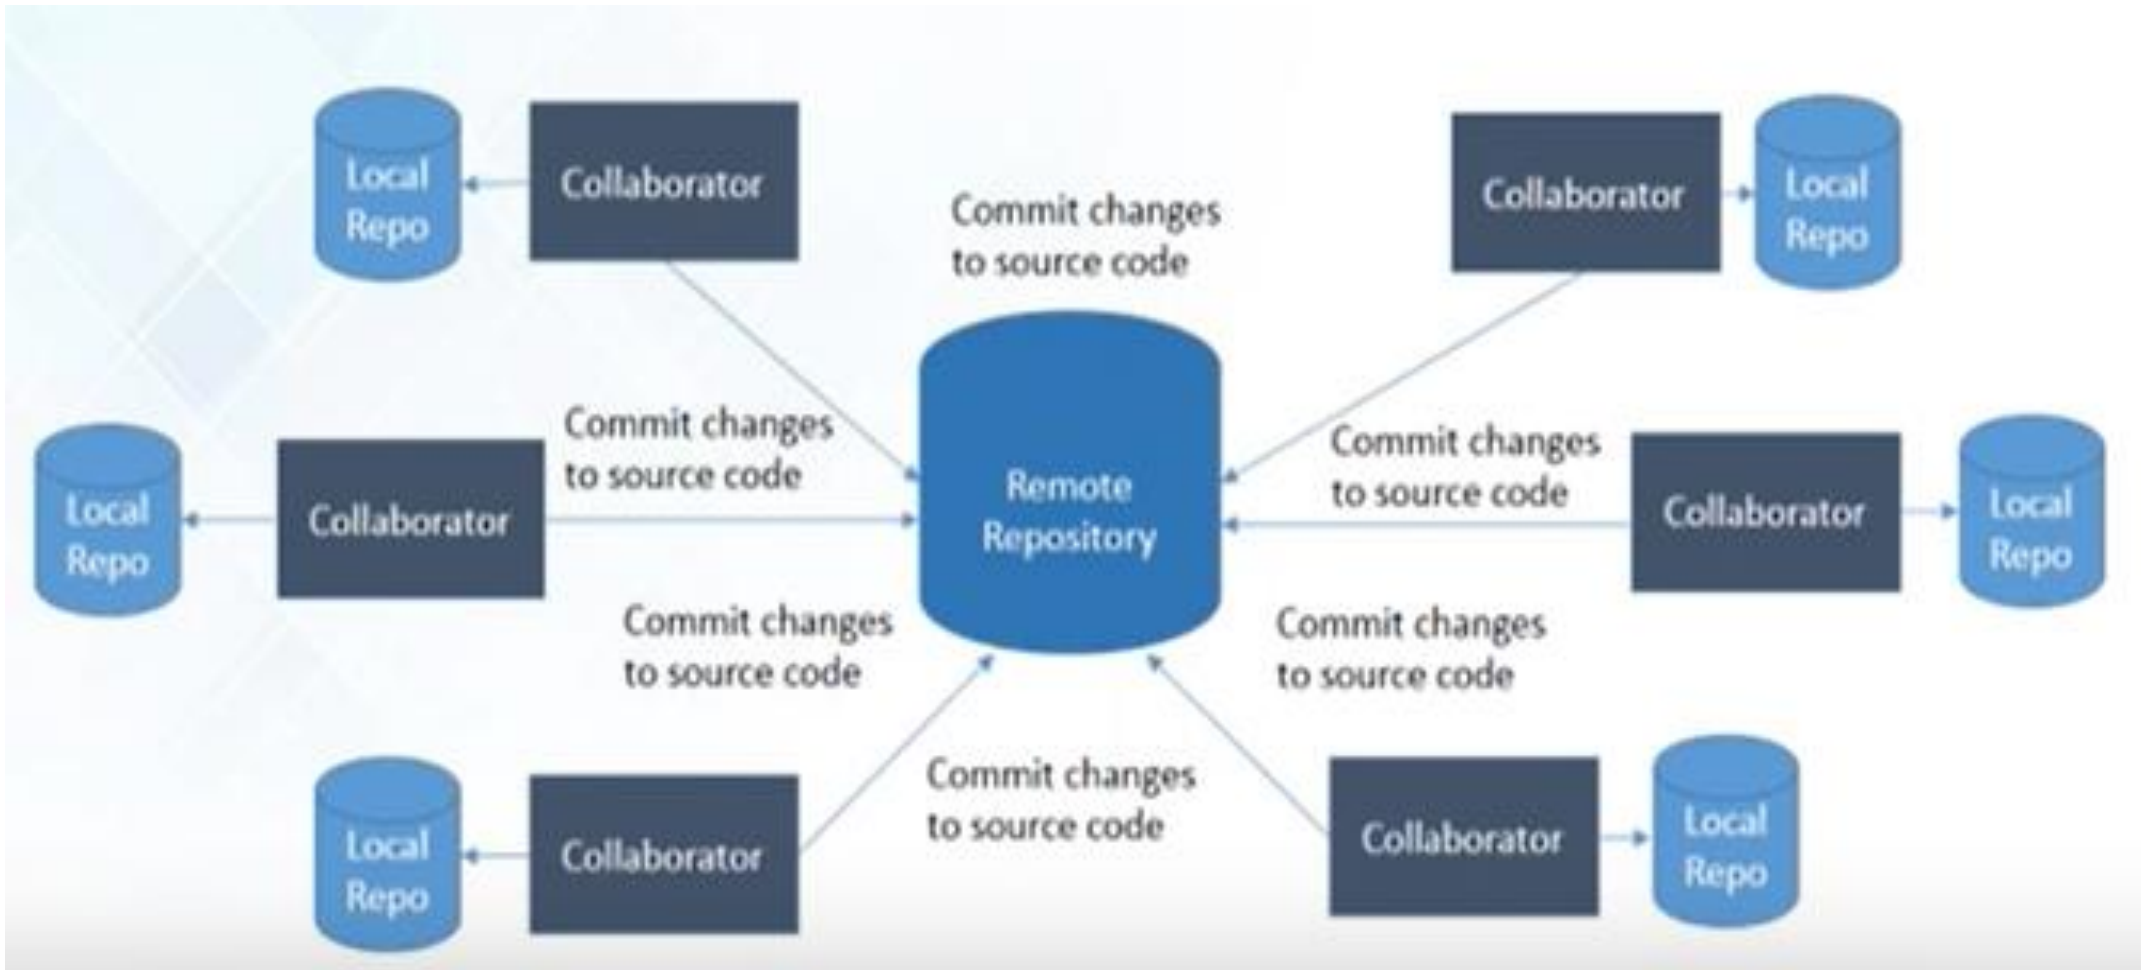 Local
Repo
Collaborator
Commit changes
to source code
Collaborator
Local
Repo
Local
Repo
Collaborator
Commit changes
to source code
Remote
Repository
Commit changes
to source code
Collaborator
Local
Repo
Commit changes
to source code
Commit changes
to source code
Local
Repo
Collaborator
Commit changes
to source code
Collaborator
Local
Repo